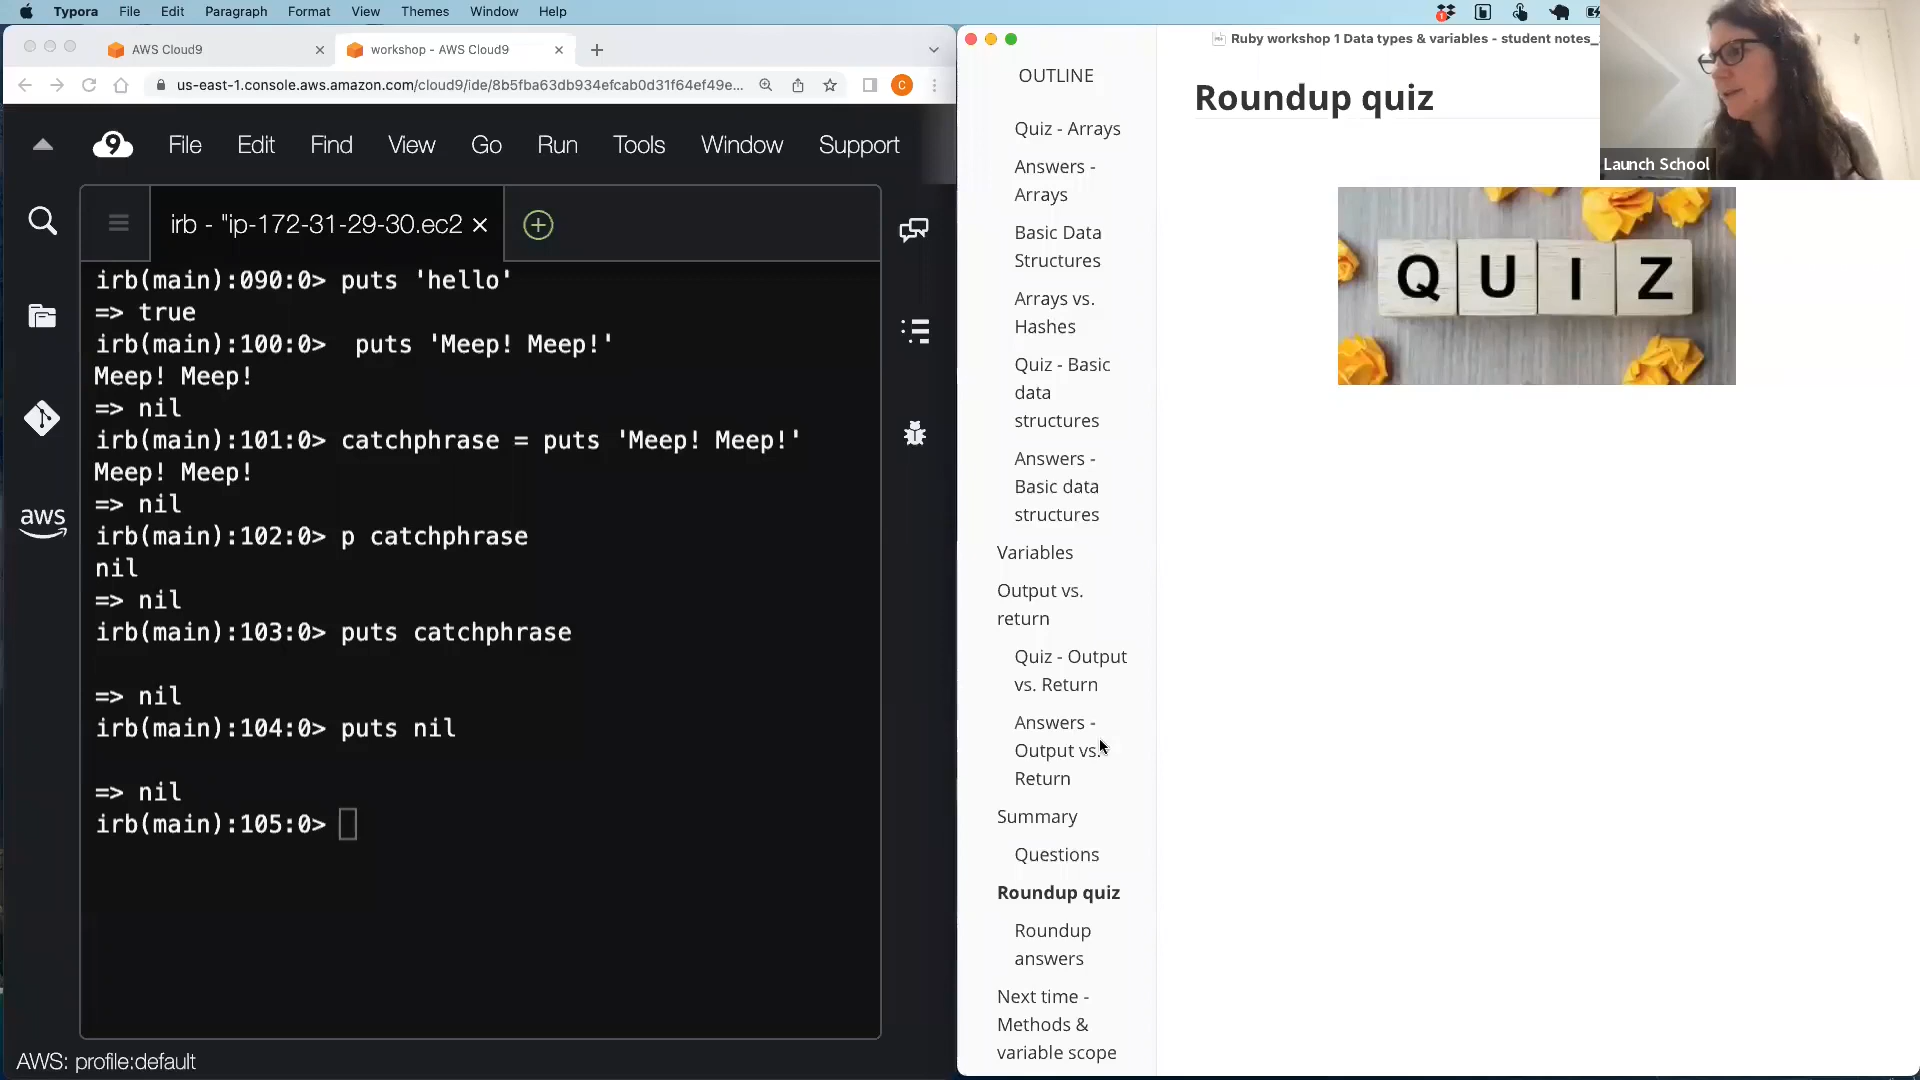 Typora File Edit Paragraph Format View Themes Window Help
AWS Cloud9
workshop - AWS Cloud9
us-east-1.console.aws.amazon.com/cloud9/ide/8b5fba63db934efcab0d31f64ef49e...
C
9 File Edit Find View Go Run Tools Window Support
irb - "ip-172-31-29-30.ec2
irb(main):090:0> puts 'hello'
=> true
irb(main):100:0>  puts 'Meep! Meep!'
Meep! Meep!
=> nil
irb(main):101:0> catchphrase = puts 'Meep! Meep!'
Meep! Meep!
=> nil
irb(main):102:0> p catchphrase
nil
=> nil
irb(main):103:0> puts catchphrase
=> nil
irb(main):104:0> puts nil
=> nil
irb(main):105:0>
aws
AWS: profile:default
Ruby workshop 1 Data types & variables - student notes_
OUTLINE
Quiz - Arrays
Answers -
Arrays
Basic Data
Structures
Arrays vs.
Hashes
Quiz - Basic
data
structures
Answers -
Basic data
structures
Variables
Output vs.
return
Quiz - Output
vs. Return
Answers -
Output vs.
Return
Summary
Questions
Roundup quiz
Roundup
answers
Next time -
Methods &
variable scope
Roundup quiz
QUIZ
Launch School